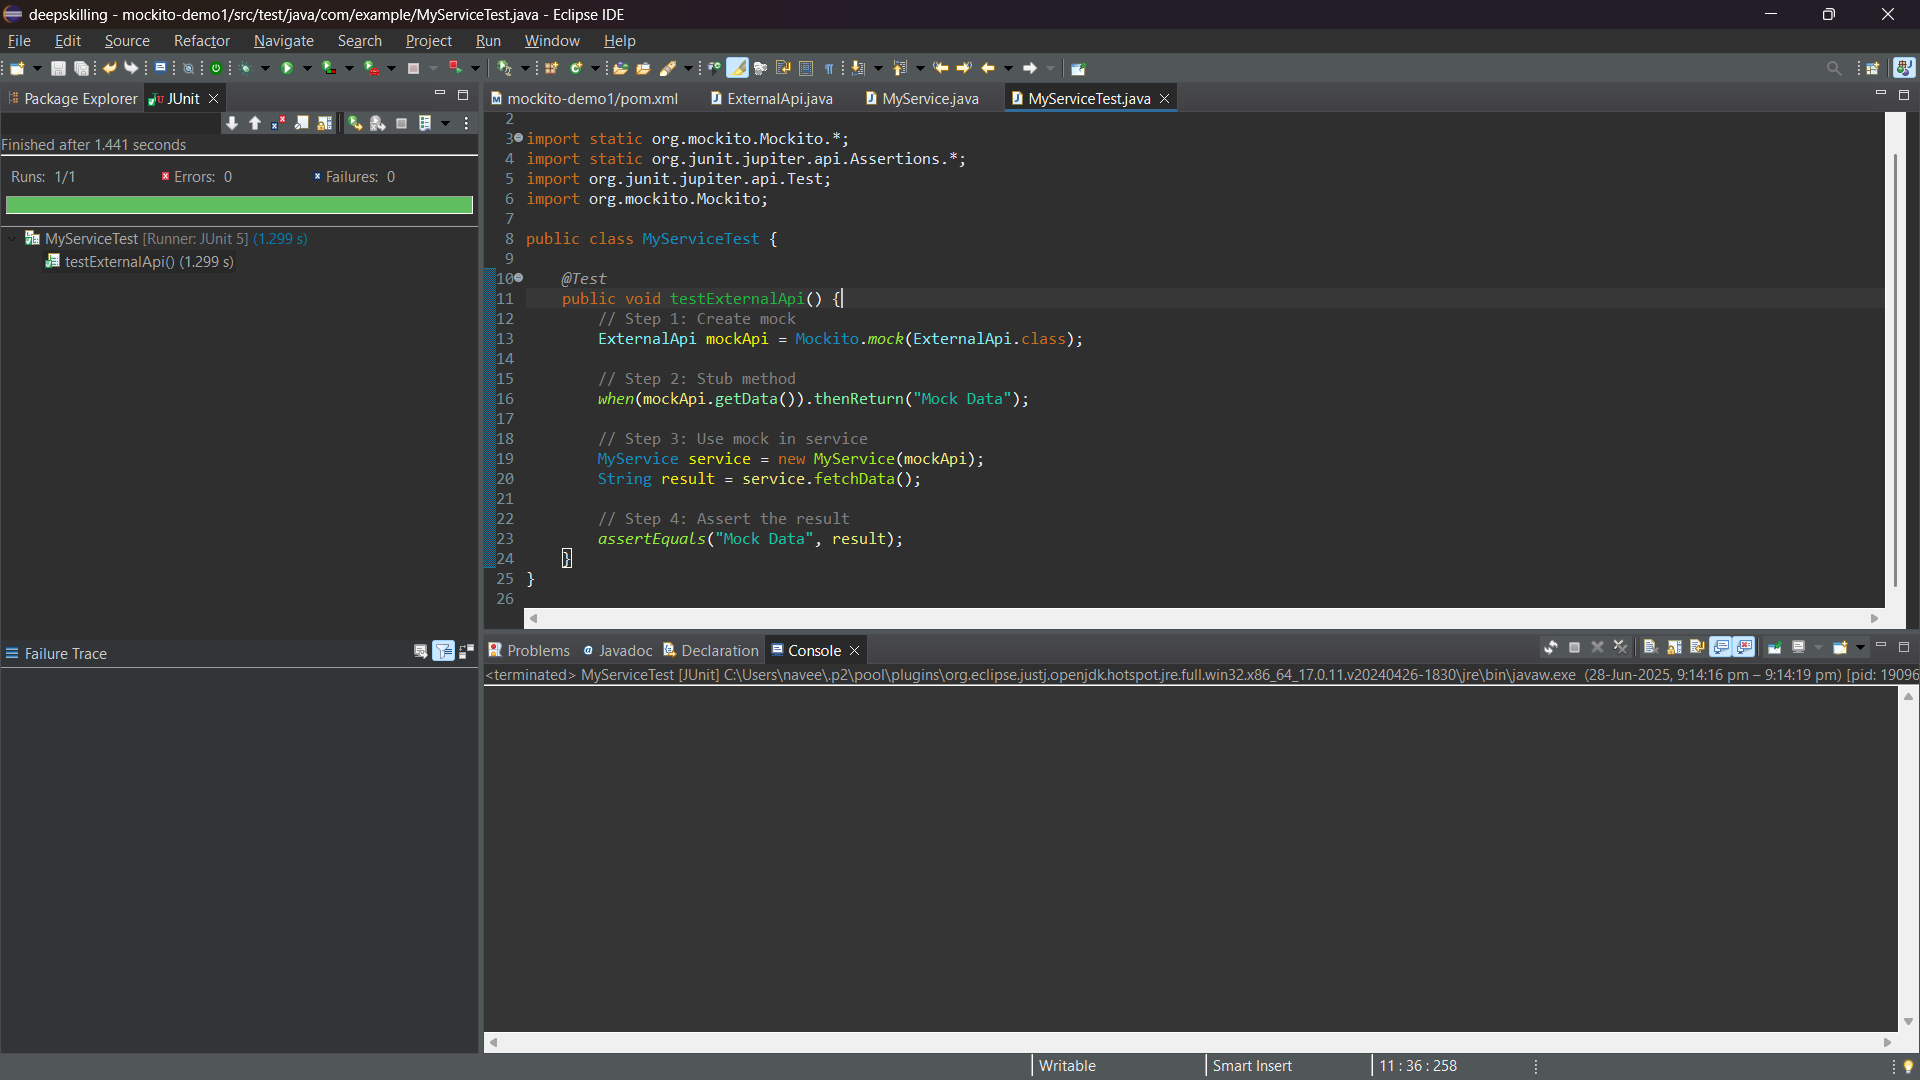 deepskilling - mockito-demo1/src/test/java/com/example/MyServiceTest.java - Eclipse IDE
File Edit Source Refactor Navigate Search Project Run Window Help
Package Explorer JUnit
mockito-demo1/pom.xml ExternalApi.java MyService.java MyServiceTest.java
Finished after 1.441 seconds
Runs: 1/1 Errors: 0 Failures: 0
MyServiceTest [Runner: JUnit 5] (1.299 s)
testExternalApi() (1.299 s)
Failure Trace
2
3 import static org.mockito.Mockito.*;
4 import static org.junit.jupiter.api.Assertions.*;
5 import org.junit.jupiter.api.Test;
6 import org.mockito.Mockito;
7
8 public class MyServiceTest {
9
10 @Test
11 public void testExternalApi() {
12 // Step 1: Create mock
13 ExternalApi mockApi = Mockito.mock(ExternalApi.class);
14
15 // Step 2: Stub method
16 when(mockApi.getData()).thenReturn("Mock Data");
17
18 // Step 3: Use mock in service
19 MyService service = new MyService(mockApi);
20 String result = service.fetchData();
21
22 // Step 4: Assert the result
23 assertEquals("Mock Data", result);
24 }
25 }
26
Problems Javadoc Declaration Console
<terminated> MyServiceTest [JUnit] C:\Users\navee\.p2\pool\plugins\org.eclipse.justj.openjdk.hotspot.jre.full.win32.x86_64_17.0.11.v20240426-1830\jre\bin\javaw.exe (28-Jun-2025, 9:14:16 pm – 9:14:19 pm) [pid: 19096
Writable Smart Insert 11 : 36 : 258